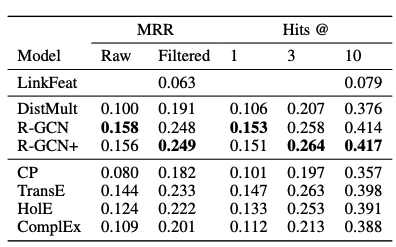 MRR Hits @
Model Raw Filtered 1 3 10
LinkFeat 0.063 0.079
DistMult 0.100 0.191 0.106 0.207 0.376
R-GCN 0.158 0.248 0.153 0.258 0.414
R-GCN+ 0.156 0.249 0.151 0.264 0.417
CP 0.080 0.182 0.101 0.197 0.357
TransE 0.144 0.233 0.147 0.263 0.398
HolE 0.124 0.222 0.133 0.253 0.391
ComplEx 0.109 0.201 0.112 0.213 0.388